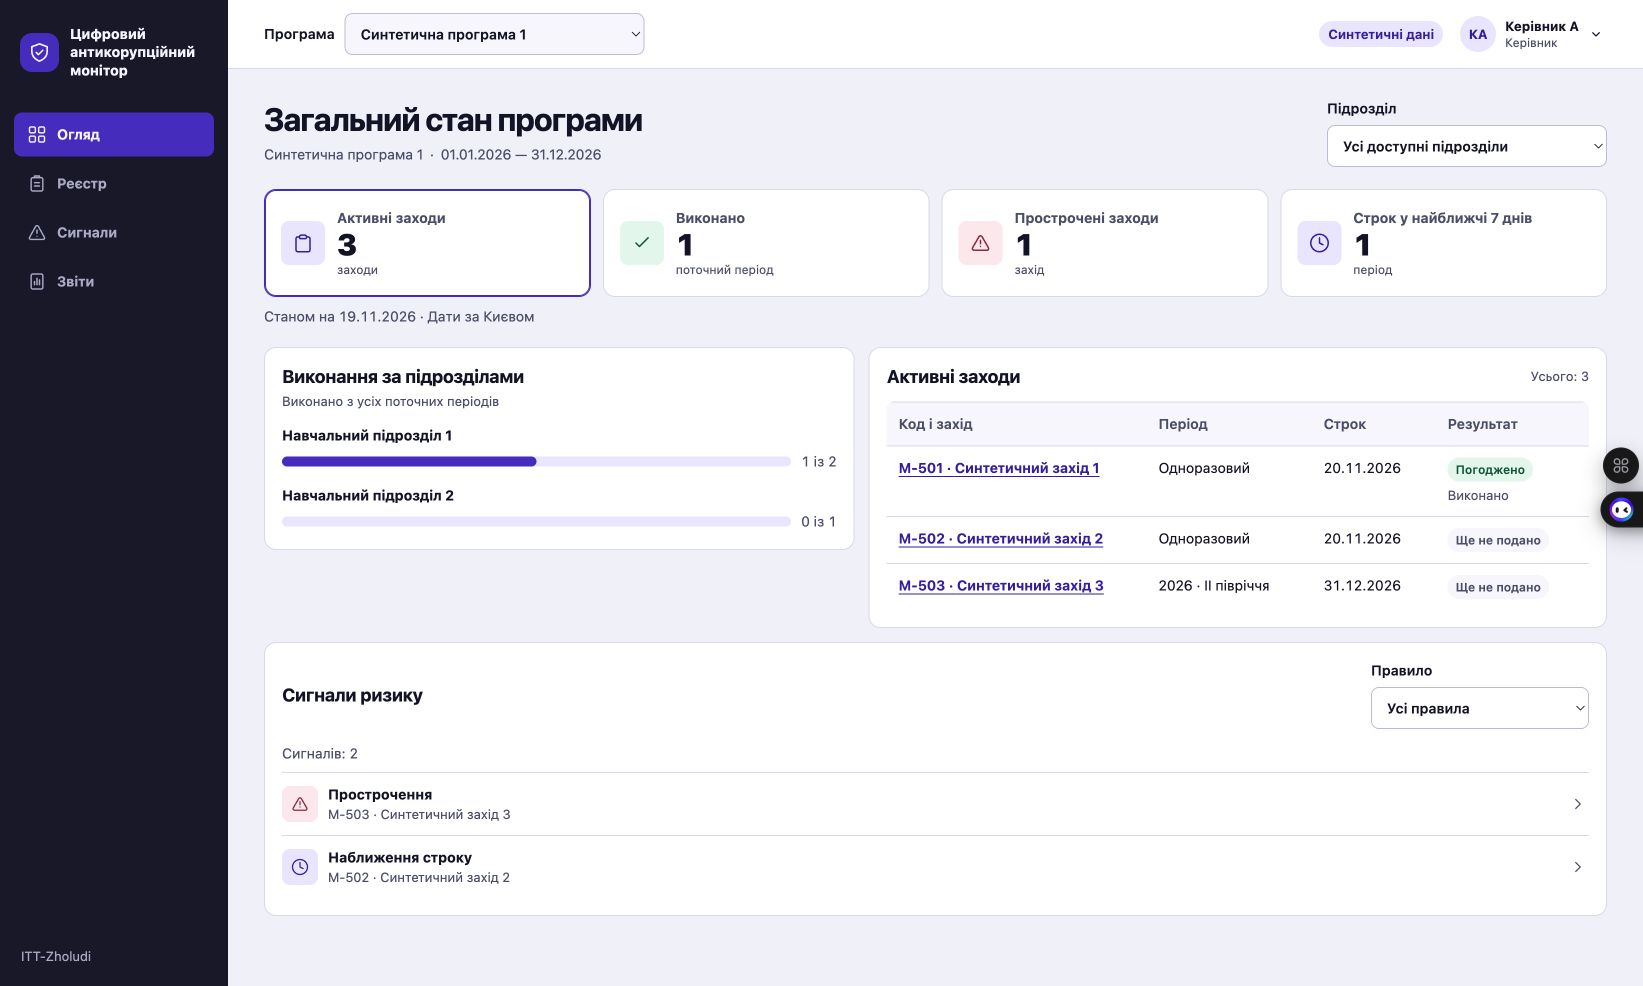 Цифровий
антикорупційний
монітор
Огляд
Реєстр
Сигнали
Звіти
ITT-Zholudi
Програма
Синтетична програма 1
Синтетичні дані
КА
Керівник А
Керівник
Загальний стан програми
Синтетична програма 1 · 01.01.2026 — 31.12.2026
Підрозділ
Усі доступні підрозділи
Активні заходи
3
заходи
Виконано
1
поточний період
Прострочені заходи
1
захід
Строк у найближчі 7 днів
1
період
Станом на 19.11.2026 · Дати за Києвом
Виконання за підрозділами
Виконано з усіх поточних періодів
Навчальний підрозділ 1
1 із 2
Навчальний підрозділ 2
0 із 1
Активні заходи
Усього: 3
Код і захід Період Строк Результат
М-501 · Синтетичний захід 1 Одноразовий 20.11.2026 Погоджено
Виконано
М-502 · Синтетичний захід 2 Одноразовий 20.11.2026 Ще не подано
М-503 · Синтетичний захід 3 2026 · II півріччя 31.12.2026 Ще не подано
Сигнали ризику
Правило
Усі правила
Сигналів: 2
Прострочення
М-503 · Синтетичний захід 3
Наближення строку
М-502 · Синтетичний захід 2